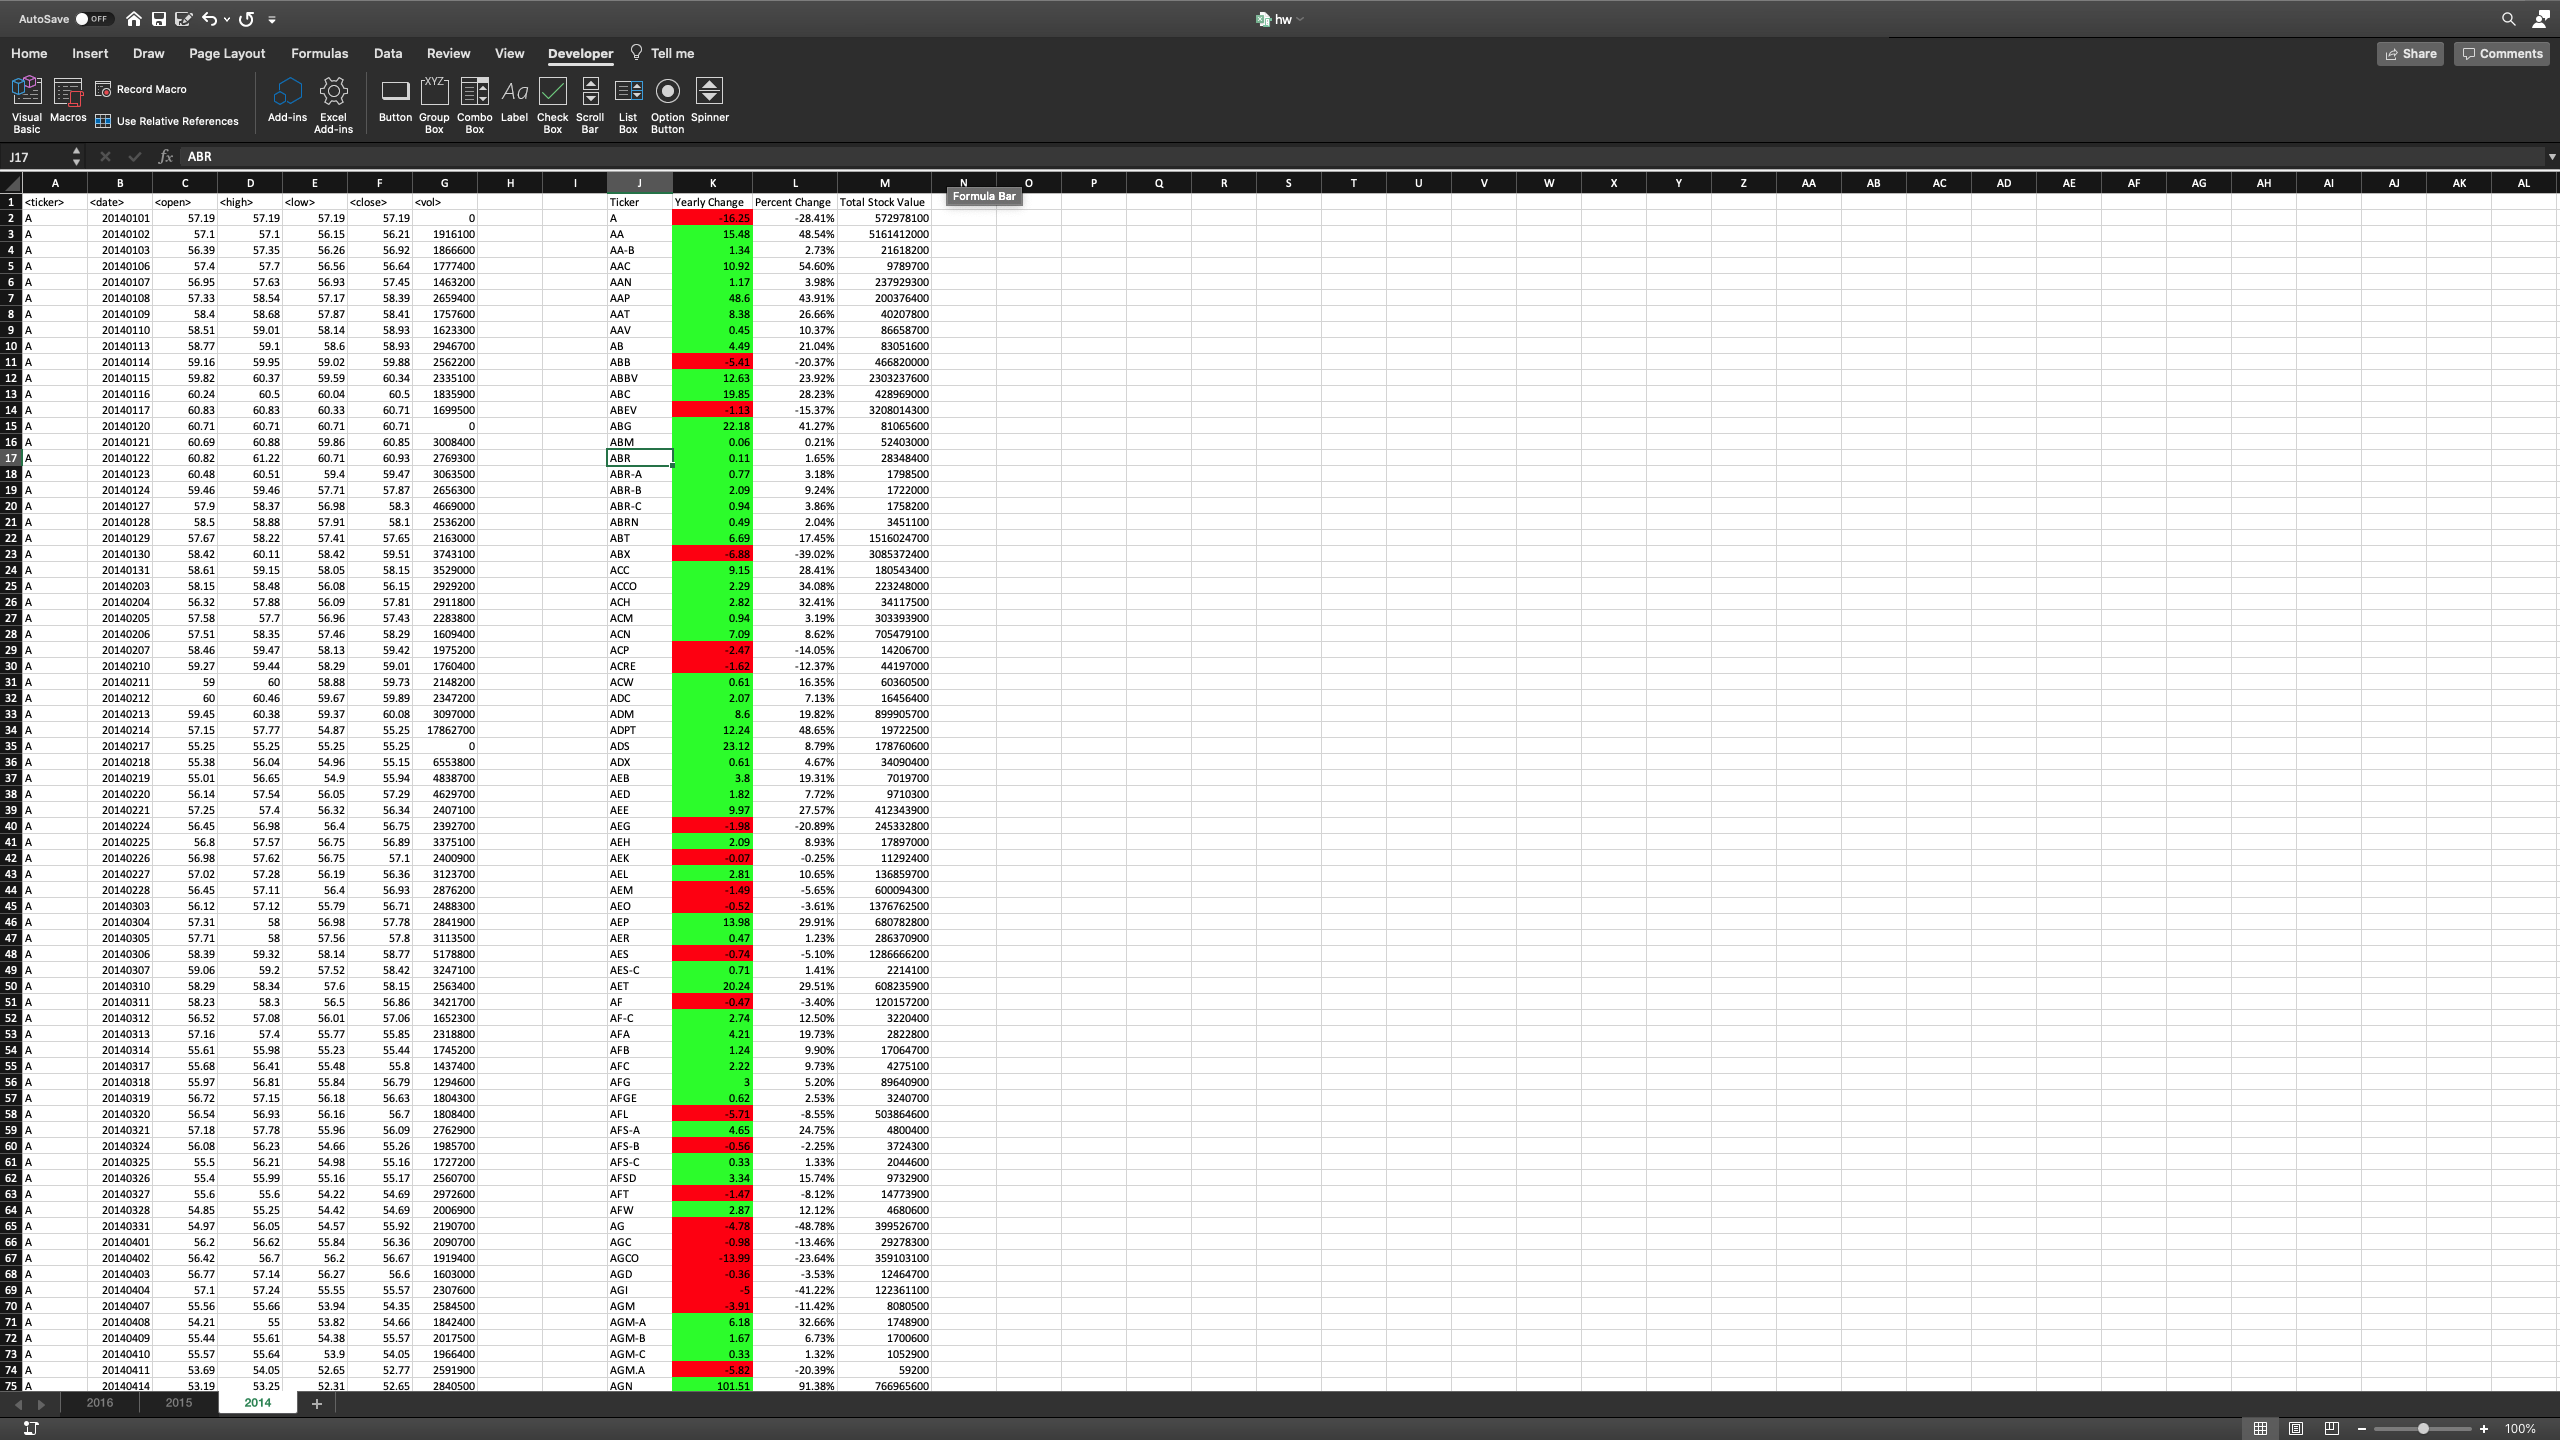 AutoSave OFF hw
Home Insert Draw Page Layout Formulas Data Review View Developer Tell me Share Comments
Visual Basic Macros Record Macro Use Relative References Add-ins Excel Add-ins Button Group Box Combo Box Label Check Box Scroll Bar List Box Option Button Spinner
J17 fx ABR
A B C D E F G H I J K L M N O P Q R S T U V W X Y Z AA AB AC AD AE AF AG AH AI AJ AK AL
Formula Bar
1 <ticker> <date> <open> <high> <low> <close> <vol> Ticker Yearly Change Percent Change Total Stock Value
2 A 20140101 57.19 57.19 57.19 57.19 0 A -16.25 -28.41% 572978100
3 A 20140102 57.1 57.1 56.15 56.21 1916100 AA 15.48 48.54% 5161412000
4 A 20140103 56.39 57.35 56.26 56.92 1866600 AA-B 1.34 2.73% 21618200
5 A 20140106 57.4 57.7 56.56 56.64 1777400 AAC 10.92 54.60% 9789700
6 A 20140107 56.95 57.63 56.93 57.45 1463200 AAN 1.17 3.98% 237929300
7 A 20140108 57.33 58.54 57.17 58.39 2659400 AAP 48.6 43.91% 200376400
8 A 20140109 58.4 58.68 57.87 58.41 1757600 AAT 8.38 26.66% 40207800
9 A 20140110 58.51 59.01 58.14 58.93 1623300 AAV 0.45 10.37% 86658700
10 A 20140113 58.77 59.1 58.6 58.93 2946700 AB 4.49 21.04% 83051600
11 A 20140114 59.16 59.95 59.02 59.88 2562200 ABB -5.41 -20.37% 466820000
12 A 20140115 59.82 60.37 59.59 60.34 2335100 ABBV 12.63 23.92% 2303237600
13 A 20140116 60.24 60.5 60.04 60.5 1835900 ABC 19.85 28.23% 428969000
14 A 20140117 60.83 60.83 60.33 60.71 1699500 ABEV -1.13 -15.37% 3208014300
15 A 20140120 60.71 60.71 60.71 60.71 0 ABG 22.18 41.27% 81065600
16 A 20140121 60.69 60.88 59.86 60.85 3008400 ABM 0.06 0.21% 52403000
17 A 20140122 60.82 61.22 60.71 60.93 2769300 ABR 0.11 1.65% 28348400
18 A 20140123 60.48 60.51 59.4 59.47 3063500 ABR-A 0.77 3.18% 1798500
19 A 20140124 59.46 59.46 57.71 57.87 2656300 ABR-B 2.09 9.24% 1722000
20 A 20140127 57.9 58.37 56.98 58.3 4669000 ABR-C 0.94 3.86% 1758200
21 A 20140128 58.5 58.88 57.91 58.1 2536200 ABRN 0.49 2.04% 3451100
22 A 20140129 57.67 58.22 57.41 57.65 2163000 ABT 6.69 17.45% 1516024700
23 A 20140130 58.42 60.11 58.42 59.51 3743100 ABX -6.88 -39.02% 3085372400
24 A 20140131 58.61 59.15 58.05 58.15 3529000 ACC 9.15 28.41% 180543400
25 A 20140203 58.15 58.48 56.08 56.15 2929200 ACCO 2.29 34.08% 223248000
26 A 20140204 56.32 57.88 56.09 57.81 2911800 ACH 2.82 32.41% 34117500
27 A 20140205 57.58 57.7 56.96 57.43 2283800 ACM 0.94 3.19% 303393900
28 A 20140206 57.51 58.35 57.46 58.29 1609400 ACN 7.09 8.62% 705479100
29 A 20140207 58.46 59.47 58.13 59.42 1975200 ACP -2.47 -14.05% 14206700
30 A 20140210 59.27 59.44 58.29 59.01 1760400 ACRE -1.62 -12.37% 44197000
31 A 20140211 59 60 58.88 59.73 2148200 ACW 0.61 16.35% 60360500
32 A 20140212 60 60.46 59.67 59.89 2347200 ADC 2.07 7.13% 16456400
33 A 20140213 59.45 60.38 59.37 60.08 3097000 ADM 8.6 19.82% 899905700
34 A 20140214 57.15 57.77 54.87 55.25 17862700 ADPT 12.24 48.65% 19722500
35 A 20140217 55.25 55.25 55.25 55.25 0 ADS 23.12 8.79% 178760600
36 A 20140218 55.38 56.04 54.96 55.15 6553800 ADX 0.61 4.67% 34090400
37 A 20140219 55.01 56.65 54.9 55.94 4838700 AEB 3.8 19.31% 7019700
38 A 20140220 56.14 57.54 56.05 57.29 4629700 AED 1.82 7.72% 9710300
39 A 20140221 57.25 57.4 56.32 56.34 2407100 AEE 9.97 27.57% 412343900
40 A 20140224 56.45 56.98 56.4 56.75 2392700 AEG -1.98 -20.89% 245332800
41 A 20140225 56.8 57.57 56.75 56.89 3375100 AEH 2.09 8.93% 17897000
42 A 20140226 56.98 57.62 56.75 57.1 2400900 AEK -0.07 -0.25% 11292400
43 A 20140227 57.02 57.28 56.19 56.36 3123700 AEL 2.81 10.65% 136859700
44 A 20140228 56.45 57.11 56.4 56.93 2876200 AEM -1.49 -5.65% 600094300
45 A 20140303 56.12 57.12 55.79 56.71 2488300 AEO -0.52 -3.61% 1376762500
46 A 20140304 57.31 58 56.98 57.78 2841900 AEP 13.98 29.91% 680782800
47 A 20140305 57.71 58 57.56 57.8 3113500 AER 0.47 1.23% 286370900
48 A 20140306 58.39 59.32 58.14 58.77 5178800 AES -0.74 -5.10% 1286666200
49 A 20140307 59.06 59.2 57.52 58.42 3247100 AES-C 0.71 1.41% 2214100
50 A 20140310 58.29 58.34 57.6 58.15 2563400 AET 20.24 29.51% 608235900
51 A 20140311 58.23 58.3 56.5 56.86 3421700 AF -0.47 -3.40% 120157200
52 A 20140312 56.52 57.08 56.01 57.06 1652300 AF-C 2.74 12.50% 3220400
53 A 20140313 57.16 57.4 55.77 55.85 2318800 AFA 4.21 19.73% 2822800
54 A 20140314 55.61 55.98 55.23 55.44 1745200 AFB 1.24 9.90% 17064700
55 A 20140317 55.68 56.41 55.48 55.8 1437400 AFC 2.22 9.73% 4275100
56 A 20140318 55.97 56.81 55.84 56.79 1294600 AFG 3 5.20% 89640900
57 A 20140319 56.72 57.15 56.18 56.63 1804300 AFGE 0.62 2.53% 3240700
58 A 20140320 56.54 56.93 56.16 56.7 1808400 AFL -5.71 -8.55% 503864600
59 A 20140321 57.18 57.78 55.96 56.09 2762900 AFS-A 4.65 24.75% 4800400
60 A 20140324 56.08 56.23 54.66 55.26 1985700 AFS-B -0.56 -2.25% 3724300
61 A 20140325 55.5 56.21 54.98 55.16 1727200 AFS-C 0.33 1.33% 2044600
62 A 20140326 55.4 55.99 55.16 55.17 2560700 AFSD 3.34 15.74% 9732900
63 A 20140327 55.6 55.6 54.22 54.69 2972600 AFT -1.47 -8.12% 14773900
64 A 20140328 54.85 55.25 54.42 54.69 2006900 AFW 2.87 12.12% 4680600
65 A 20140331 54.97 56.05 54.57 55.92 2190700 AG -4.78 -48.78% 399526700
66 A 20140401 56.2 56.62 55.84 56.36 2090700 AGC -0.98 -13.46% 29278300
67 A 20140402 56.42 56.7 56.2 56.67 1919400 AGCO -13.99 -23.64% 359103100
68 A 20140403 56.77 57.14 56.27 56.6 1603000 AGD -0.36 -3.53% 12464700
69 A 20140404 57.1 57.24 55.55 55.57 2307600 AGI -5 -41.22% 122361100
70 A 20140407 55.56 55.66 53.94 54.35 2584500 AGM -3.91 -11.42% 8080500
71 A 20140408 54.21 55 53.82 54.66 1842400 AGM-A 6.18 32.66% 1748900
72 A 20140409 55.44 55.61 54.38 55.57 2017500 AGM-B 1.67 6.73% 1700600
73 A 20140410 55.57 55.64 53.9 54.05 1966400 AGM-C 0.33 1.32% 1052900
74 A 20140411 53.69 54.05 52.65 52.77 2591900 AGM.A -5.82 -20.39% 59200
75 A 20140414 53.19 53.25 52.31 52.65 2840500 AGN 101.51 91.38% 766965600
2016 2015 2014 +
100%